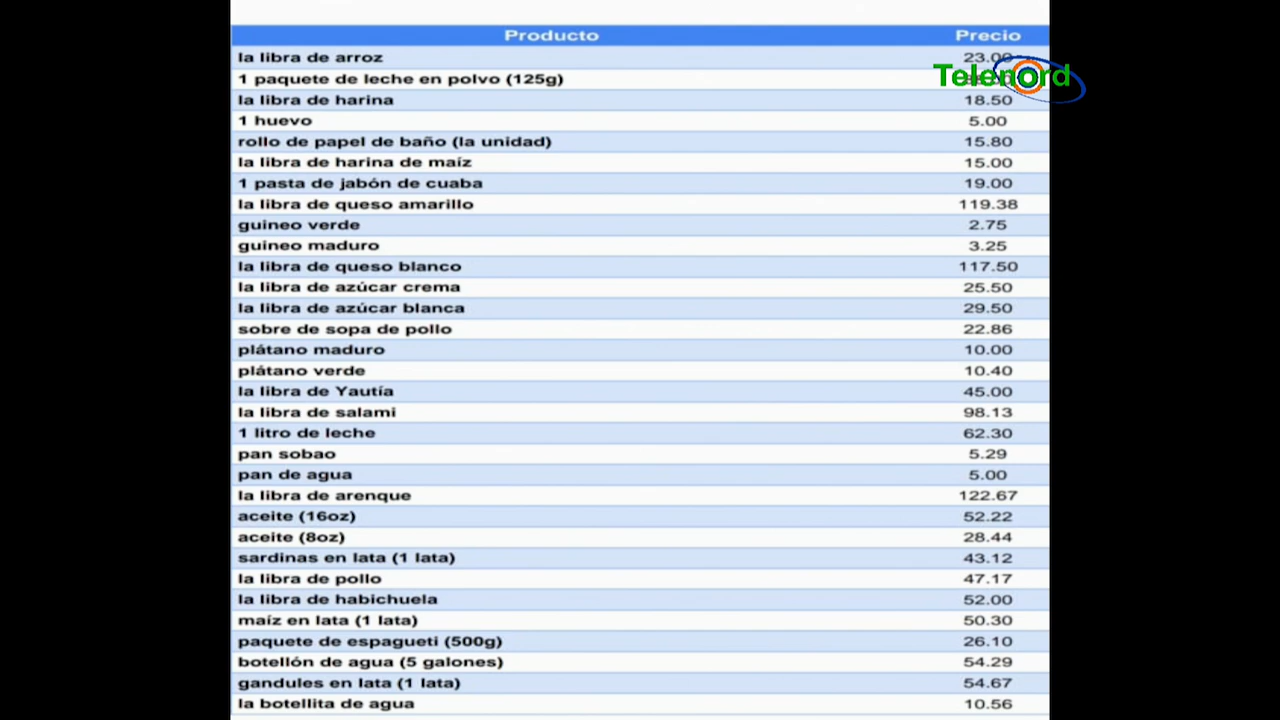 Producto Precio
la libra de arroz 23.00
1 paquete de leche en polvo (125g)
Telenord
la libra de harina 18.50
1 huevo 5.00
rollo de papel de baño (la unidad) 15.80
la libra de harina de maíz 15.00
1 pasta de jabón de cuaba 19.00
la libra de queso amarillo 119.38
guineo verde 2.75
guineo maduro 3.25
la libra de queso blanco 117.50
la libra de azúcar crema 25.50
la libra de azúcar blanca 29.50
sobre de sopa de pollo 22.86
plátano maduro 10.00
plátano verde 10.40
la libra de Yautía 45.00
la libra de salami 98.13
1 litro de leche 62.30
pan sobao 5.29
pan de agua 5.00
la libra de arenque 122.67
aceite (16oz) 52.22
aceite (8oz) 28.44
sardinas en lata (1 lata) 43.12
la libra de pollo 47.17
la libra de habichuela 52.00
maíz en lata (1 lata) 50.30
paquete de espagueti (500g) 26.10
botellón de agua (5 galones) 54.29
gandules en lata (1 lata) 54.67
la botellita de agua 10.56